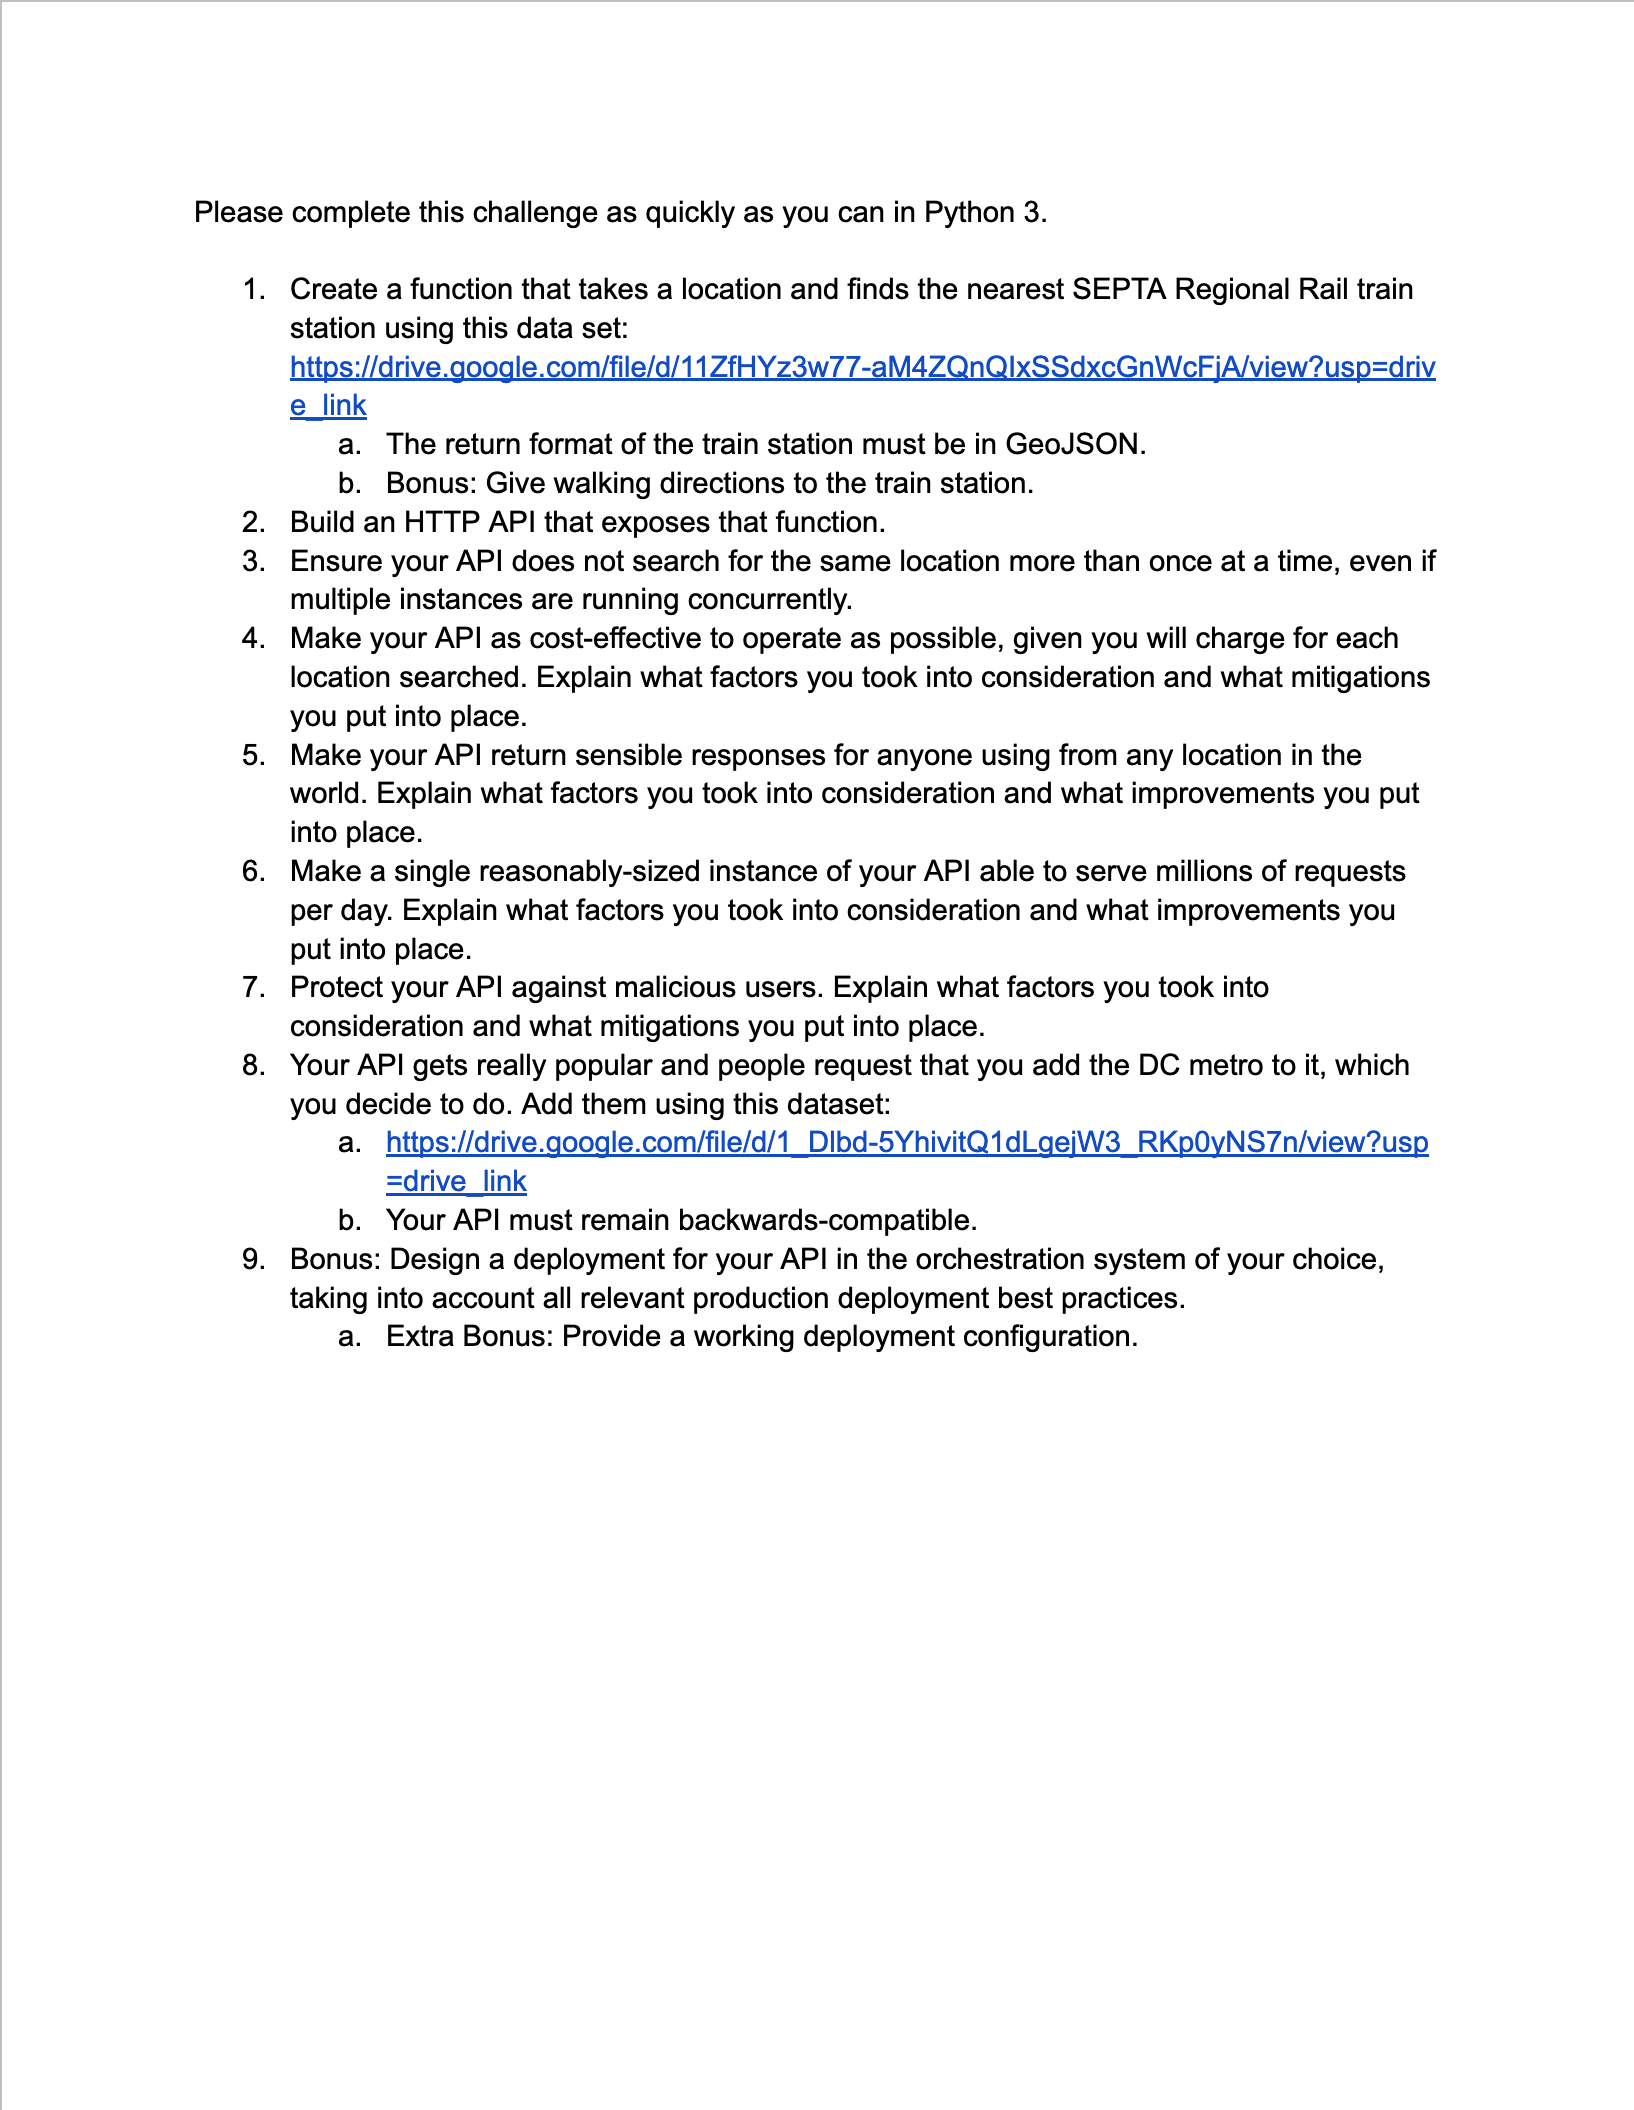 Please complete this challenge as quickly as you can in Python 3.
1. Create a function that takes a location and finds the nearest SEPTA Regional Rail train
station using this data set:
https://drive.google.com/file/d/11ZfHYz3w77-aM4ZQnQIxSSdxcGnWcFjA/view?usp=driv
e_link
a. The return format of the train station must be in GeoJSON.
b. Bonus: Give walking directions to the train station.
2. Build an HTTP API that exposes that function.
3. Ensure your API does not search for the same location more than once at a time, even if
multiple instances are running concurrently.
4. Make your API as cost-effective to operate as possible, given you will charge for each
location searched. Explain what factors you took into consideration and what mitigations
you put into place.
5. Make your API return sensible responses for anyone using from any location in the
world. Explain what factors you took into consideration and what improvements you put
into place.
6. Make a single reasonably-sized instance of your API able to serve millions of requests
per day. Explain what factors you took into consideration and what improvements you
put into place.
7. Protect your API against malicious users. Explain what factors you took into
consideration and what mitigations you put into place.
8. Your API gets really popular and people request that you add the DC metro to it, which
you decide to do. Add them using this dataset:
a. https://drive.google.com/file/d/1_Dlbd-5YhivitQ1dLgejW3_RKp0yNS7n/view?usp
=drive_link
b. Your API must remain backwards-compatible.
9. Bonus: Design a deployment for your API in the orchestration system of your choice,
taking into account all relevant production deployment best practices.
a. Extra Bonus: Provide a working deployment configuration.